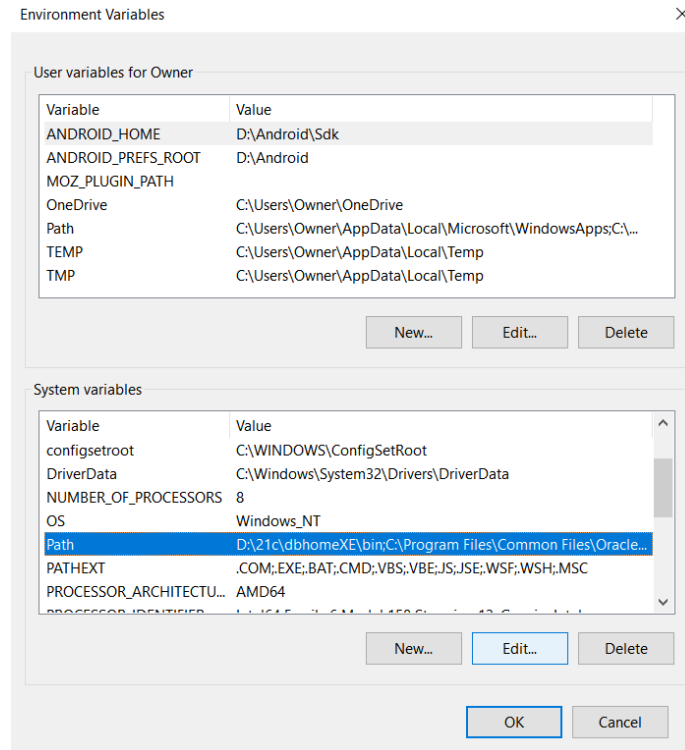 Environment Variables
User variables for Owner
Variable Value
ANDROID_HOME D:\Android\Sdk
ANDROID_PREFS_ROOT D:\Android
MOZ_PLUGIN_PATH
OneDrive C:\Users\Owner\OneDrive
Path C:\Users\Owner\AppData\Local\Microsoft\WindowsApps;C:\...
TEMP C:\Users\Owner\AppData\Local\Temp
TMP C:\Users\Owner\AppData\Local\Temp
New... Edit... Delete
System variables
Variable Value
configsetroot C:\WINDOWS\ConfigSetRoot
DriverData C:\Windows\System32\Drivers\DriverData
NUMBER_OF_PROCESSORS 8
OS Windows_NT
Path D:\21c\dbhomeXE\bin;C:\Program Files\Common Files\Oracle...
PATHEXT .COM;.EXE;.BAT;.CMD;.VBS;.VBE;.JS;.JSE;.WSF;.WSH;.MSC
PROCESSOR_ARCHITECTU... AMD64
New... Edit... Delete
OK Cancel